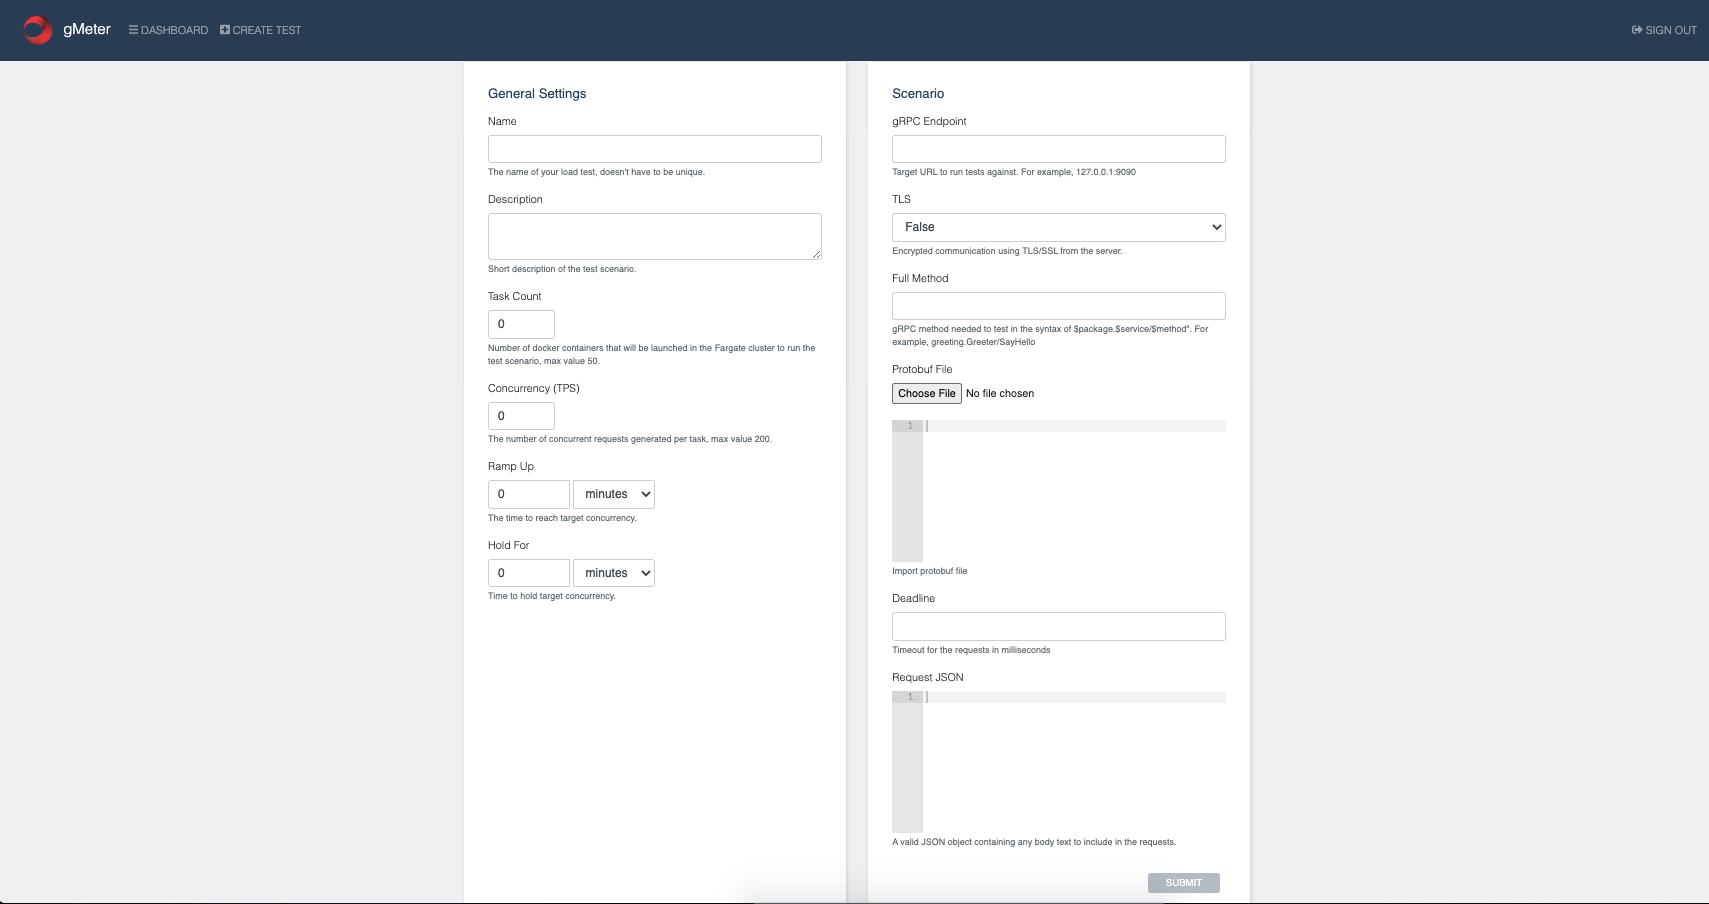 gMeter
DASHBOARD
CREATE TEST
SIGN OUT
General Settings
Name
The name of your load test, doesn't have to be unique.
Description
Short description of the test scenario.
Task Count
0
Number of docker containers that will be launched in the Fargate cluster to run the
test scenario, max value 50.
Concurrency (TPS)
0
The number of concurrent requests generated per task, max value 200.
Ramp Up
0 minutes
The time to reach target concurrency.
Hold For
0 minutes
Time to hold target concurrency.
Scenario
gRPC Endpoint
Target URL to run tests against. For example, 127.0.0.1:9090
TLS
False
Encrypted communication using TLS/SSL from the server.
Full Method
gRPC method needed to test in the syntax of $package.$service/$method". For
example, greeting.Greeter/SayHello
Protobuf File
Choose File No file chosen
1
Import protobuf file
Deadline
Timeout for the requests in milliseconds
Request JSON
1
A valid JSON object containing any body text to include in the requests.
SUBMIT